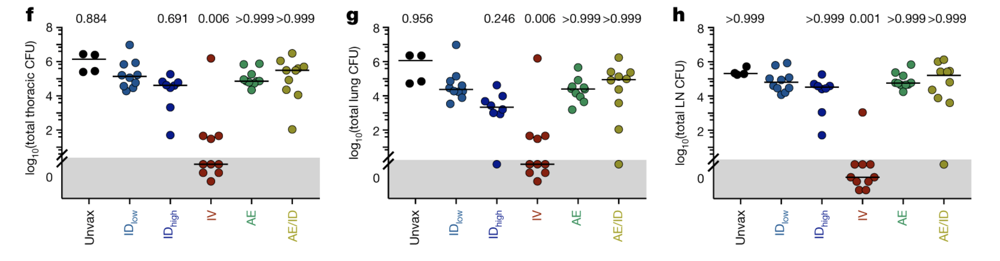 f
0.884 0.691 0.006 >0.999 >0.999
log10(total thoracic CFU)
8
6
4
2
0
Unvax
IDlow
IDhigh
IV
AE
AE/ID
g
0.956 0.246 0.006 >0.999 >0.999
log10(total lung CFU)
8
6
4
2
0
Unvax
IDlow
IDhigh
IV
AE
AE/ID
h
>0.999 >0.999 0.001 >0.999 >0.999
log10(total LN CFU)
8
6
4
2
0
Unvax
IDlow
IDhigh
IV
AE
AE/ID